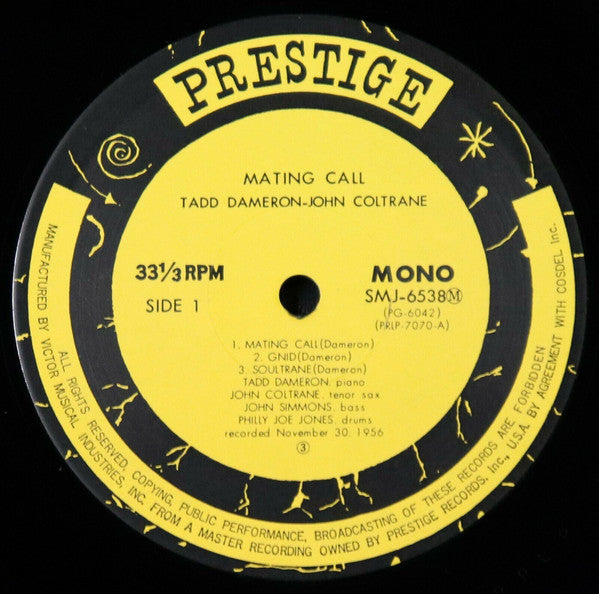 PRESTIGE
MATING CALL
TADD DAMERON-JOHN COLTRANE
33⅓ RPM
MONO
SIDE 1
SMJ-6538Ⓜ
(PG-6042)
(PRLP-7070-A)
1. MATING CALL(Dameron)
2. GNID(Dameron)
3. SOULTRANE(Dameron)
TADD DAMERON, piano
JOHN COLTRANE, tenor sax
JOHN SIMMONS, bass
PHILLY JOE JONES, drums
recorded November 30, 1956
③
ALL RIGHTS RESERVED, COPYING, PUBLIC PERFORMANCE, BROADCASTING OF THESE RECORDS ARE FORBIDDEN
MANUFACTURED BY VICTOR MUSICAL INDUSTRIES, INC. FROM A MASTER RECORDING OWNED BY PRESTIGE RECORDS, Inc., U.S.A. BY AGREEMENT WITH COSDEL, Inc.